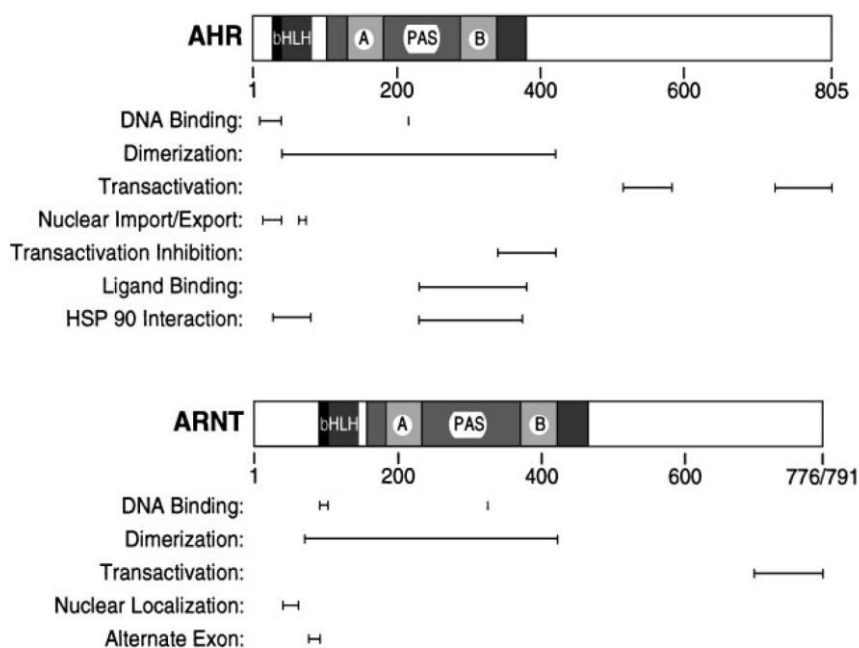 AHR bHLH A PAS B
1 200 400 600 805
DNA Binding:
Dimerization:
Transactivation:
Nuclear Import/Export:
Transactivation Inhibition:
Ligand Binding:
HSP 90 Interaction:
ARNT bHLH A PAS B
1 200 400 600 776/791
DNA Binding:
Dimerization:
Transactivation:
Nuclear Localization:
Alternate Exon: